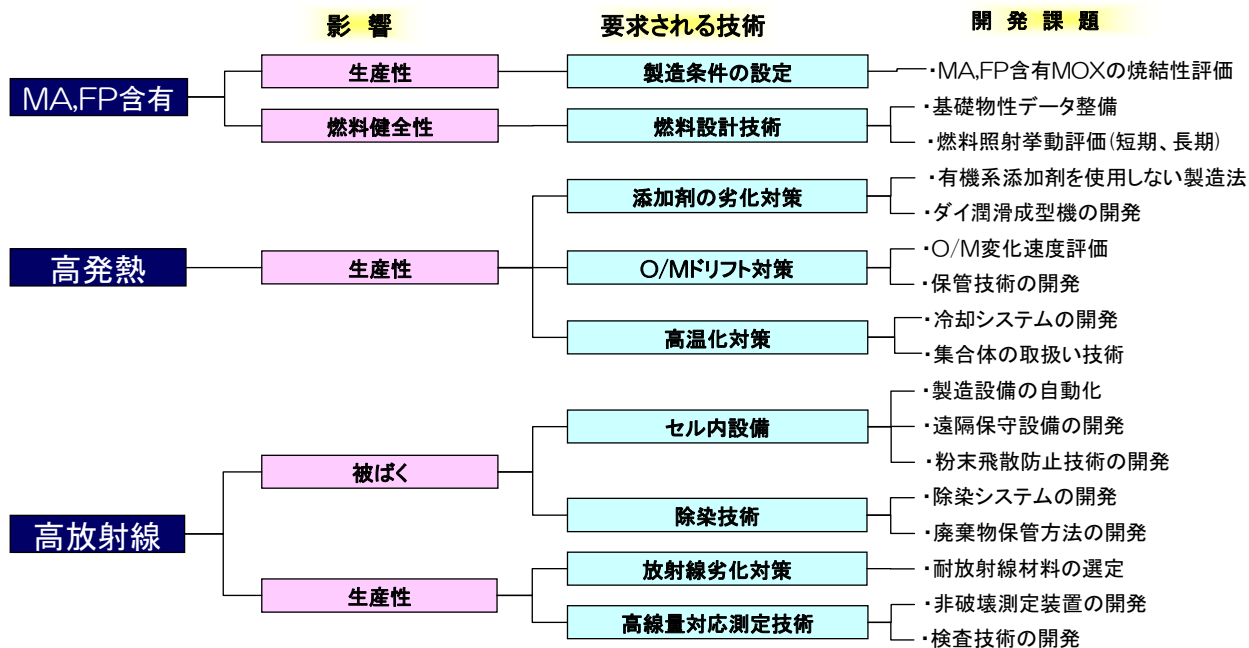 影 響
要求される技術
開 発 課 題
MA,FP含有
生産性
製造条件の設定
・MA,FP含有MOXの焼結性評価
燃料健全性
燃料設計技術
・基礎物性データ整備
・燃料照射挙動評価(短期、長期)
高発熱
生産性
添加剤の劣化対策
・有機系添加剤を使用しない製造法
・ダイ潤滑成型機の開発
O/Mドリフト対策
・O/M変化速度評価
・保管技術の開発
高温化対策
・冷却システムの開発
・集合体の取扱い技術
高放射線
被ばく
セル内設備
・製造設備の自動化
・遠隔保守設備の開発
・粉末飛散防止技術の開発
除染技術
・除染システムの開発
・廃棄物保管方法の開発
生産性
放射線劣化対策
・耐放射線材料の選定
高線量対応測定技術
・非破壊測定装置の開発
・検査技術の開発